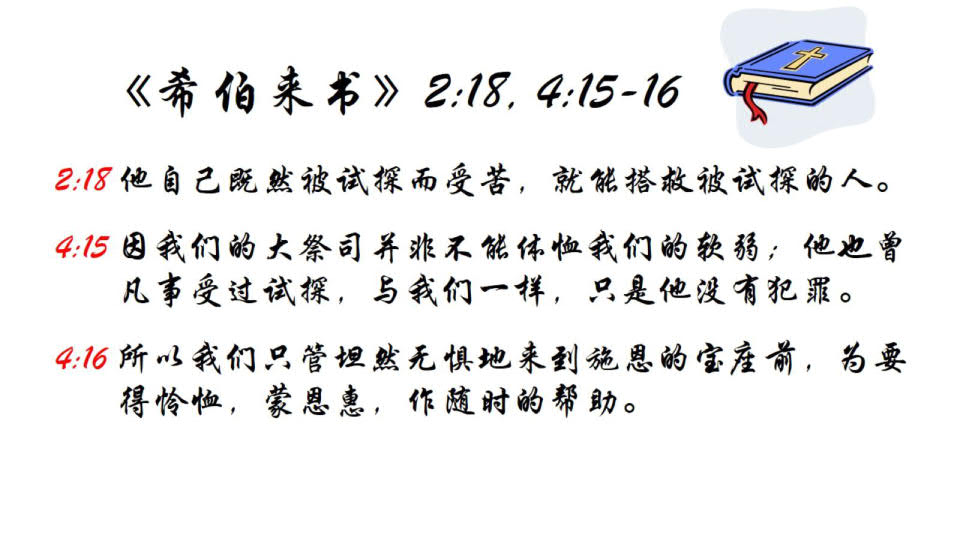 《希伯来书》2:18, 4:15-16
2:18 他自己既然被试探而受苦，就能搭救被试探的人。
4:15 因我们的大祭司并非不能体恤我们的软弱；他也曾
凡事受过试探，与我们一样，只是他没有犯罪。
4:16 所以我们只管坦然无惧地来到施恩的宝座前，为要
得怜恤，蒙恩惠，作随时的帮助。